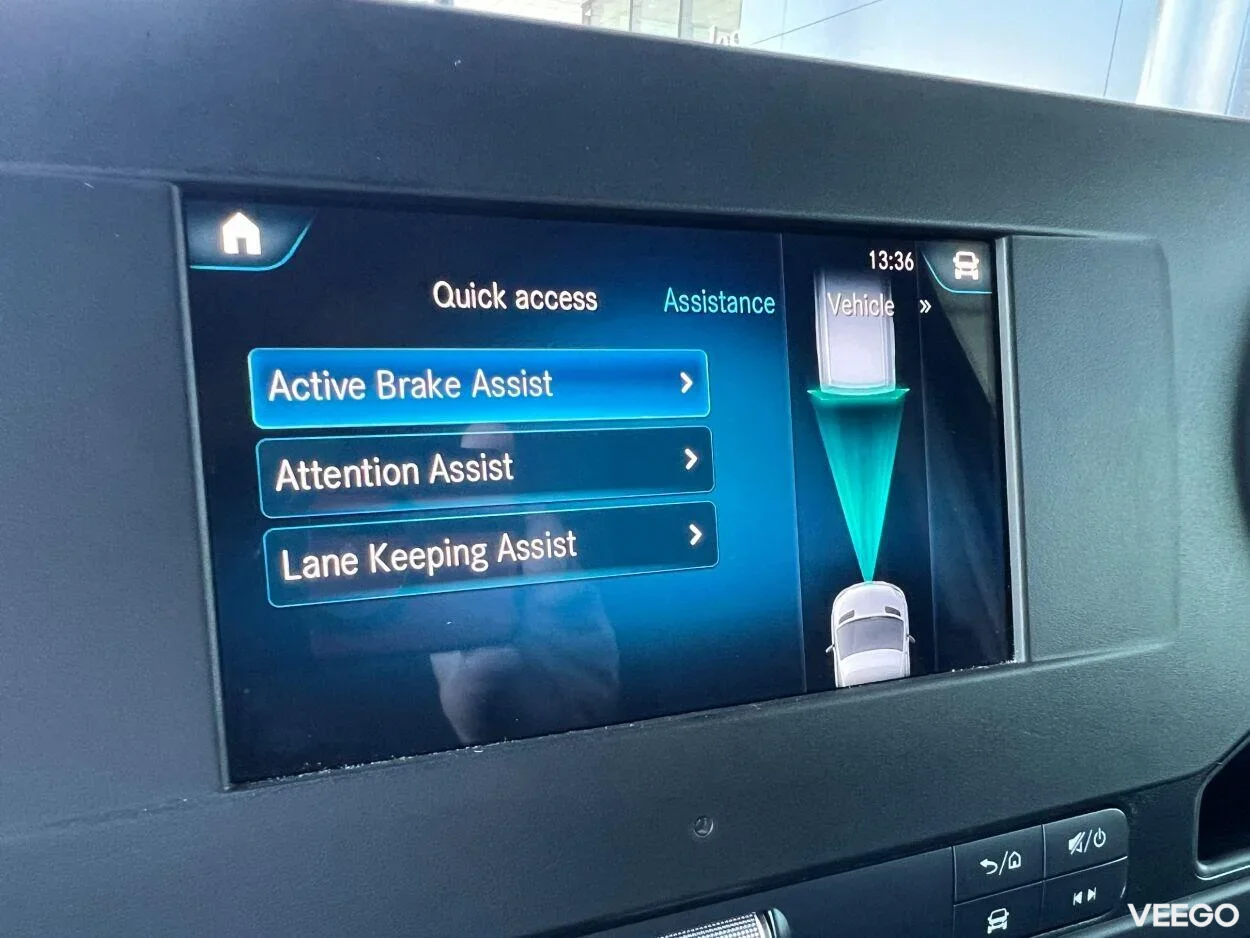 13:36
Quick access Assistance Vehicle »
Active Brake Assist
Attention Assist
Lane Keeping Assist
VEEGO